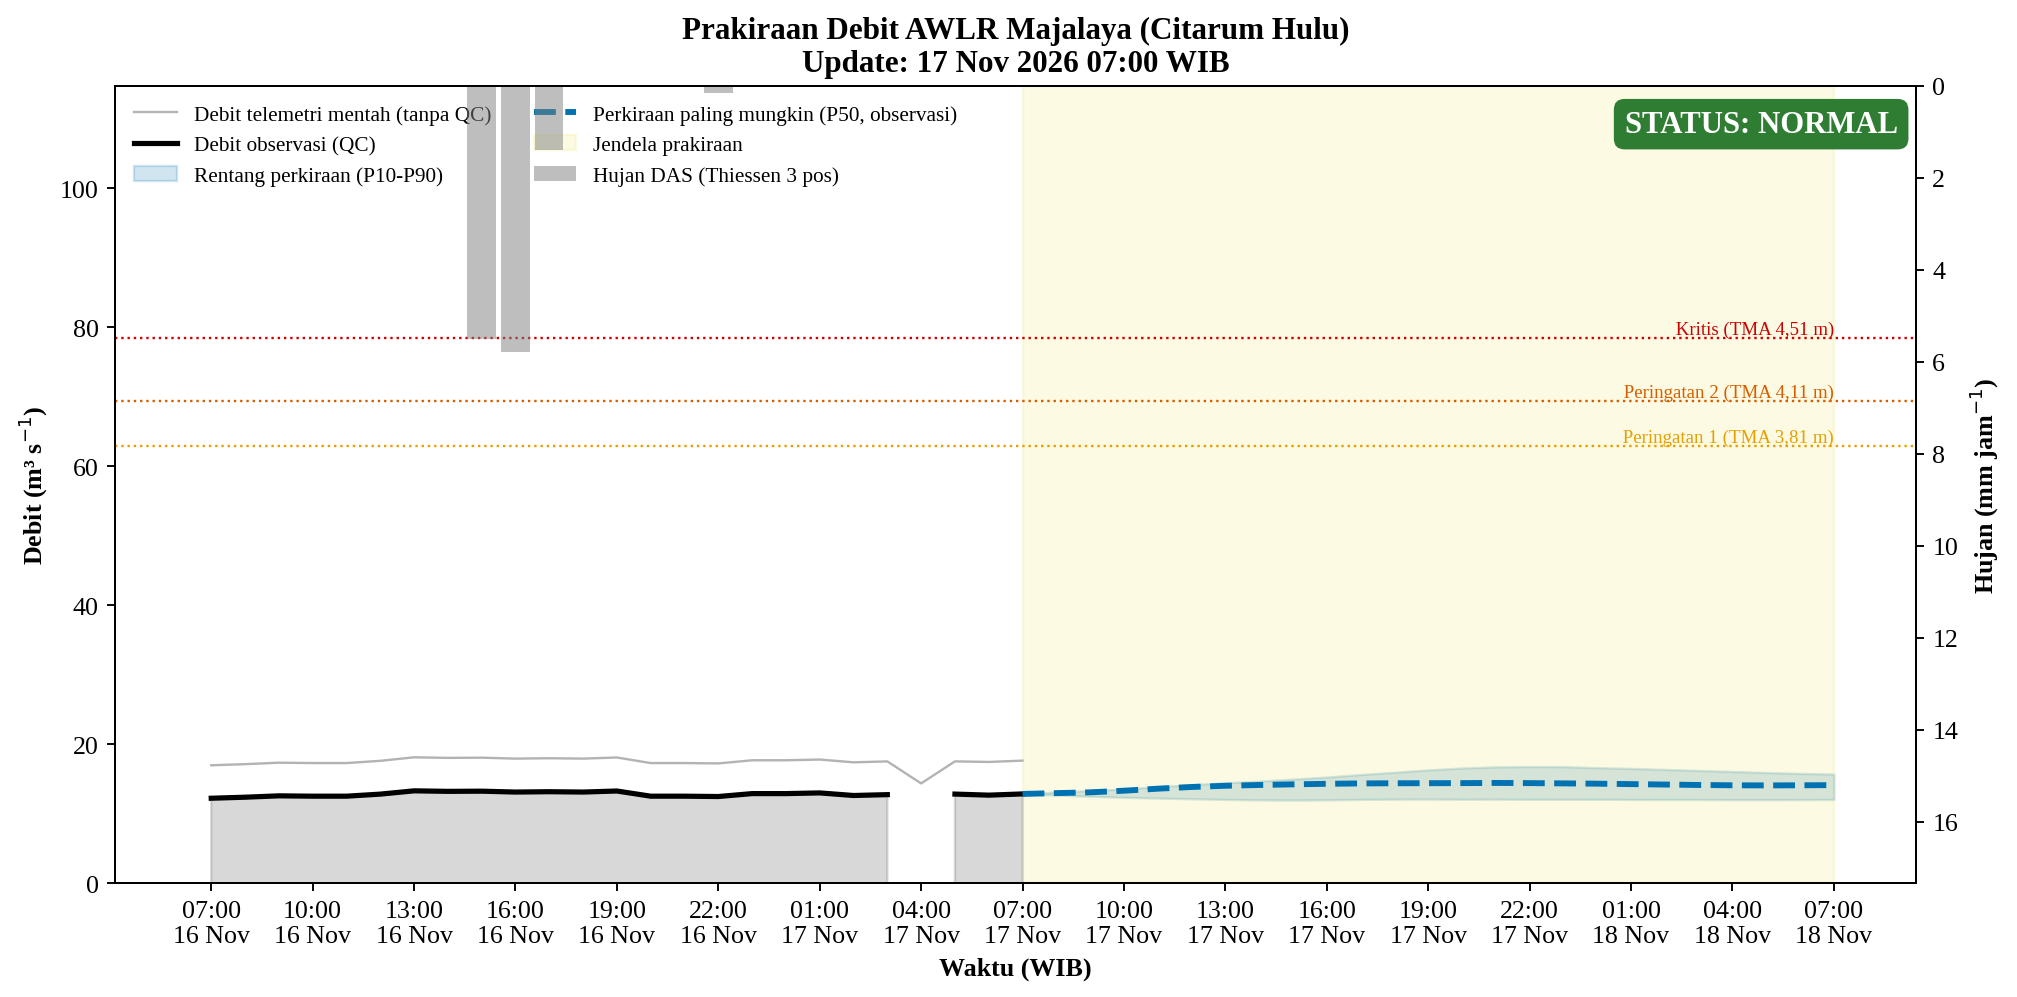 Prakiraan Debit AWLR Majalaya (Citarum Hulu)
Update: 17 Nov 2026 07:00 WIB
Debit telemetri mentah (tanpa QC)
Debit observasi (QC)
Rentang perkiraan (P10-P90)
Perkiraan paling mungkin (P50, observasi)
Jendela prakiraan
Hujan DAS (Thiessen 3 pos)
STATUS: NORMAL
Kritis (TMA 4,51 m)
Peringatan 2 (TMA 4,11 m)
Peringatan 1 (TMA 3,81 m)
Debit (m³ s⁻¹)
100
80
60
40
20
0
Hujan (mm jam⁻¹)
0
2
4
6
8
10
12
14
16
07:00 10:00 13:00 16:00 19:00 22:00 01:00 04:00 07:00 10:00 13:00 16:00 19:00 22:00 01:00 04:00 07:00
16 Nov 16 Nov 16 Nov 16 Nov 16 Nov 16 Nov 17 Nov 17 Nov 17 Nov 17 Nov 17 Nov 17 Nov 17 Nov 17 Nov 18 Nov 18 Nov 18 Nov
Waktu (WIB)